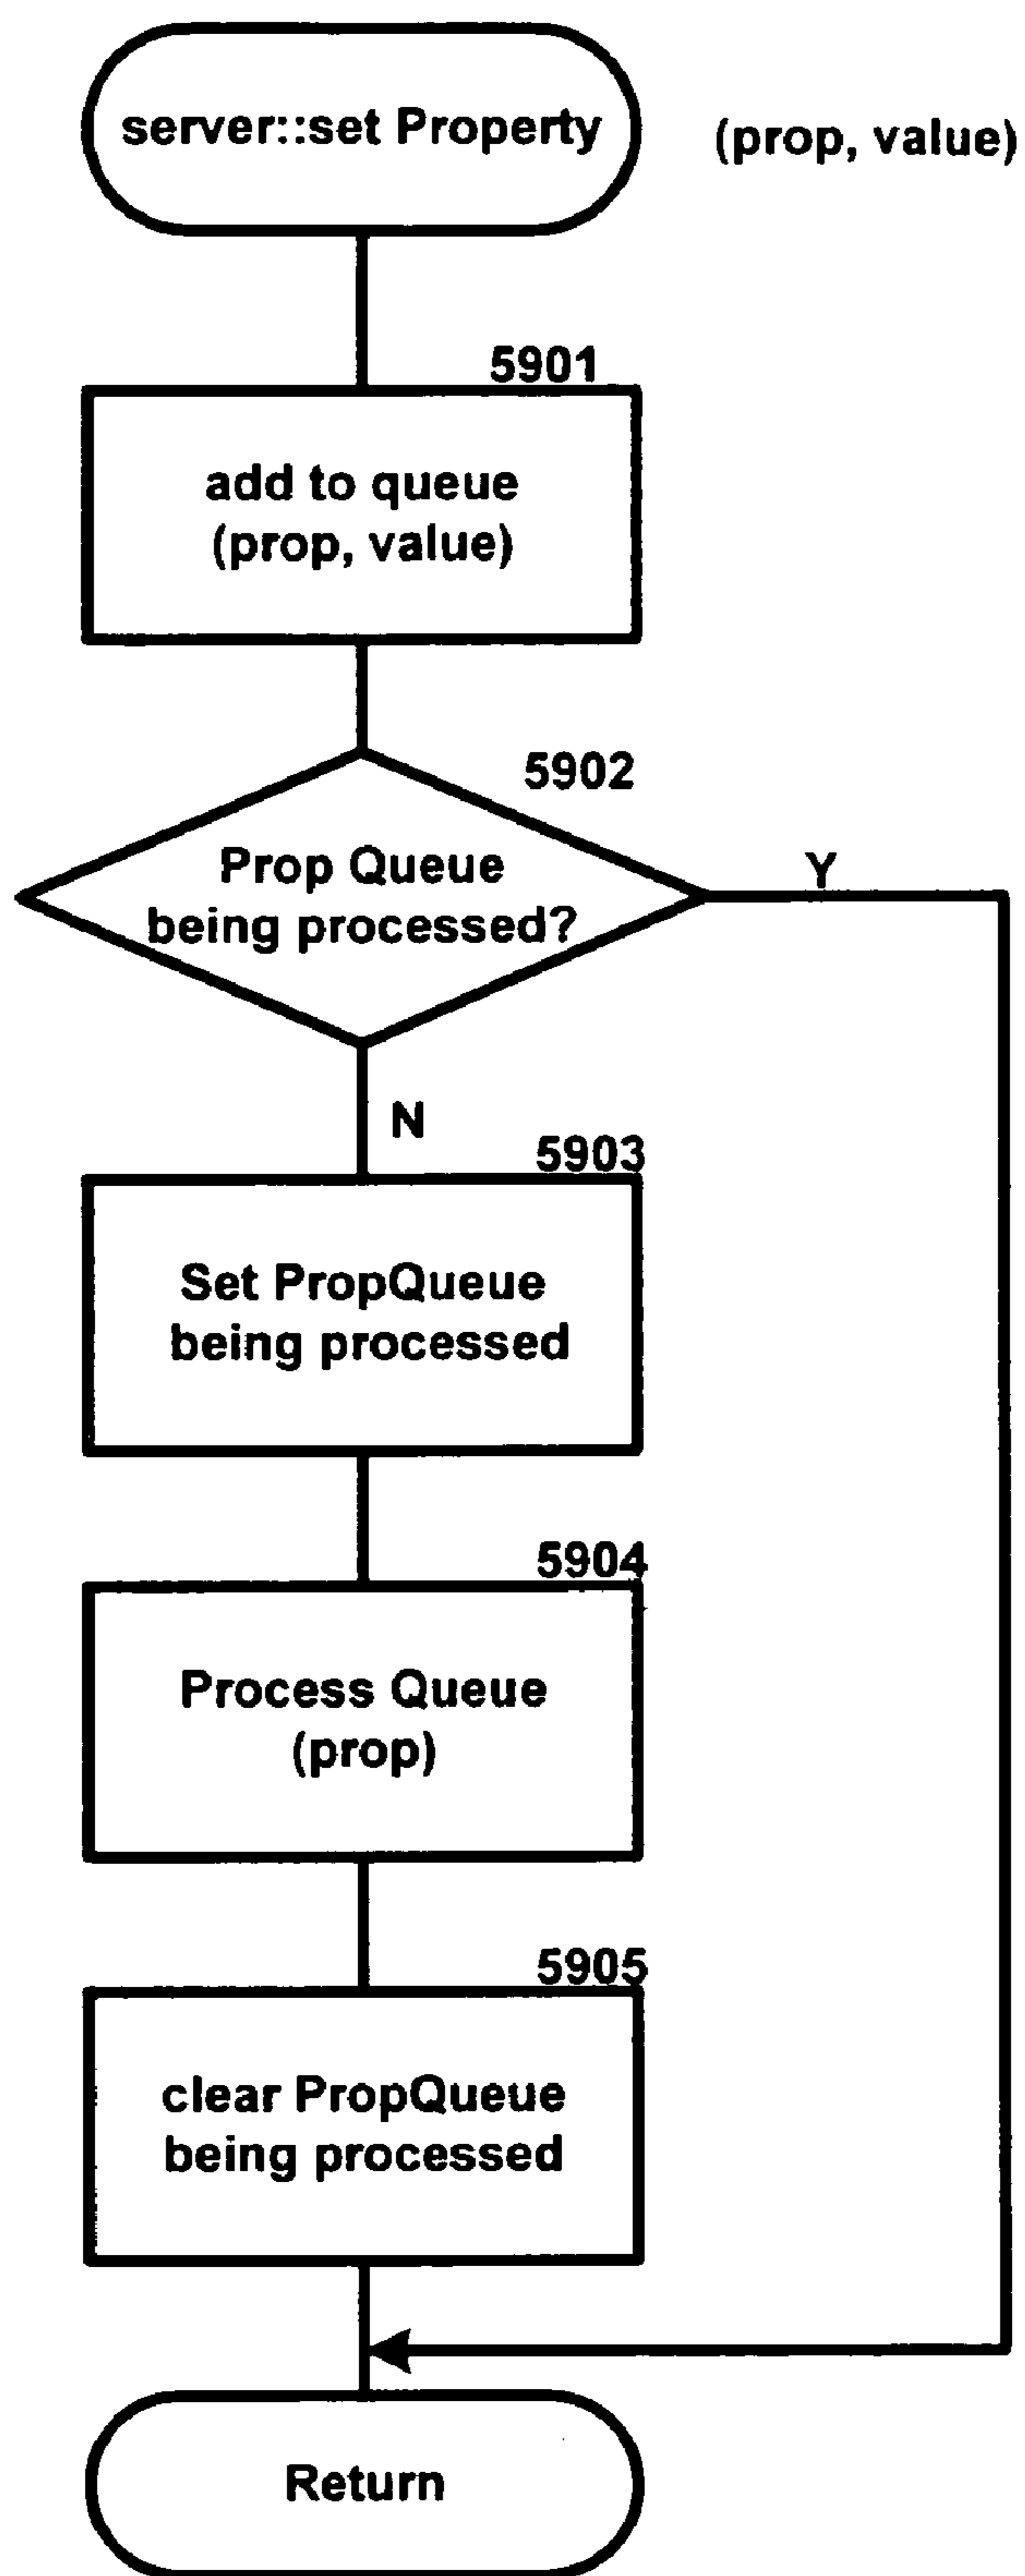 server::set Property
(prop, value)
5901
add to queue
(prop, value)
5902
Prop Queue
being processed?
Y
N
5903
Set PropQueue
being processed
5904
Process Queue
(prop)
5905
clear PropQueue
being processed
Return